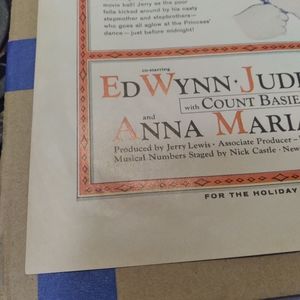 movie ball! Jerry as the poor
fella kicked around by his nasty
stepmother and stepbrothers—
who goes all aglow at the Princess'
dance—just before midnight!
co-starring
ED WYNN · JUDI
with COUNT BASIE
and
ANNA MARIA
Produced by Jerry Lewis · Associate Producer
Musical Numbers Staged by Nick Castle · New
FOR THE HOLIDAY